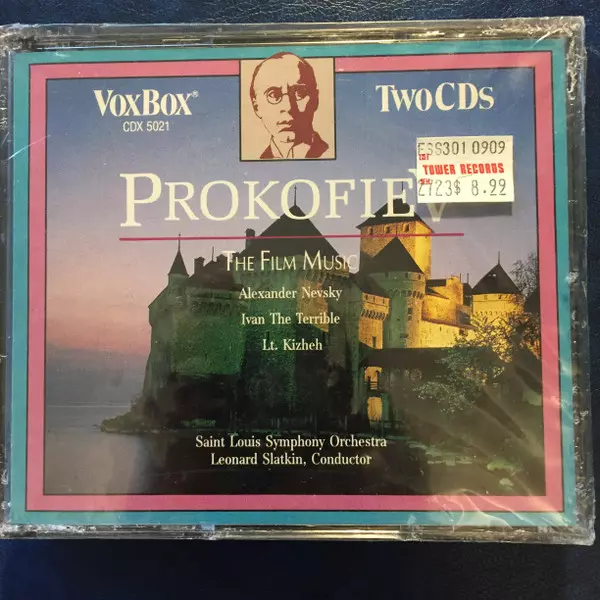 VOXBOX®
CDX 5021
TWO CDS
ESS301 0909
TOWER RECORDS
2723$ 8.22
PROKOFIEV
THE FILM MUSIC
Alexander Nevsky
Ivan The Terrible
Lt. Kizheh
Saint Louis Symphony Orchestra
Leonard Slatkin, Conductor